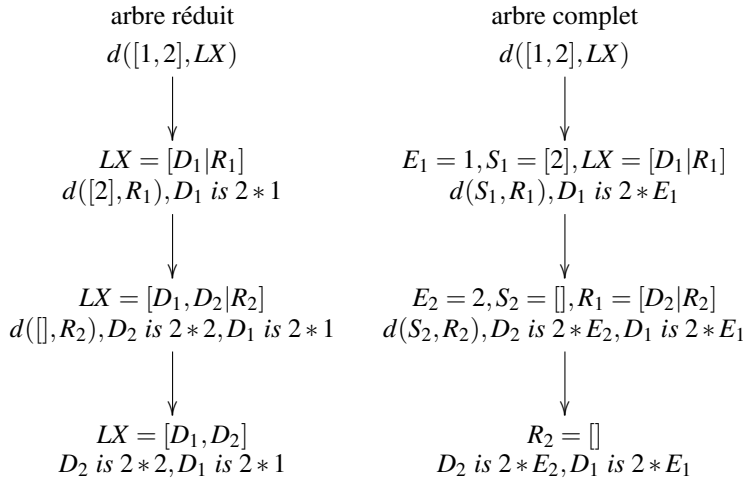 arbre réduit
d([1,2],LX)
LX = [D₁|R₁]
d([2],R₁),D₁ is 2∗1
LX = [D₁,D₂|R₂]
d([],R₂),D₂ is 2∗2,D₁ is 2∗1
LX = [D₁,D₂]
D₂ is 2∗2,D₁ is 2∗1
arbre complet
d([1,2],LX)
E₁ = 1,S₁ = [2],LX = [D₁|R₁]
d(S₁,R₁),D₁ is 2∗E₁
E₂ = 2,S₂ = [],R₁ = [D₂|R₂]
d(S₂,R₂),D₂ is 2∗E₂,D₁ is 2∗E₁
R₂ = []
D₂ is 2∗E₂,D₁ is 2∗E₁